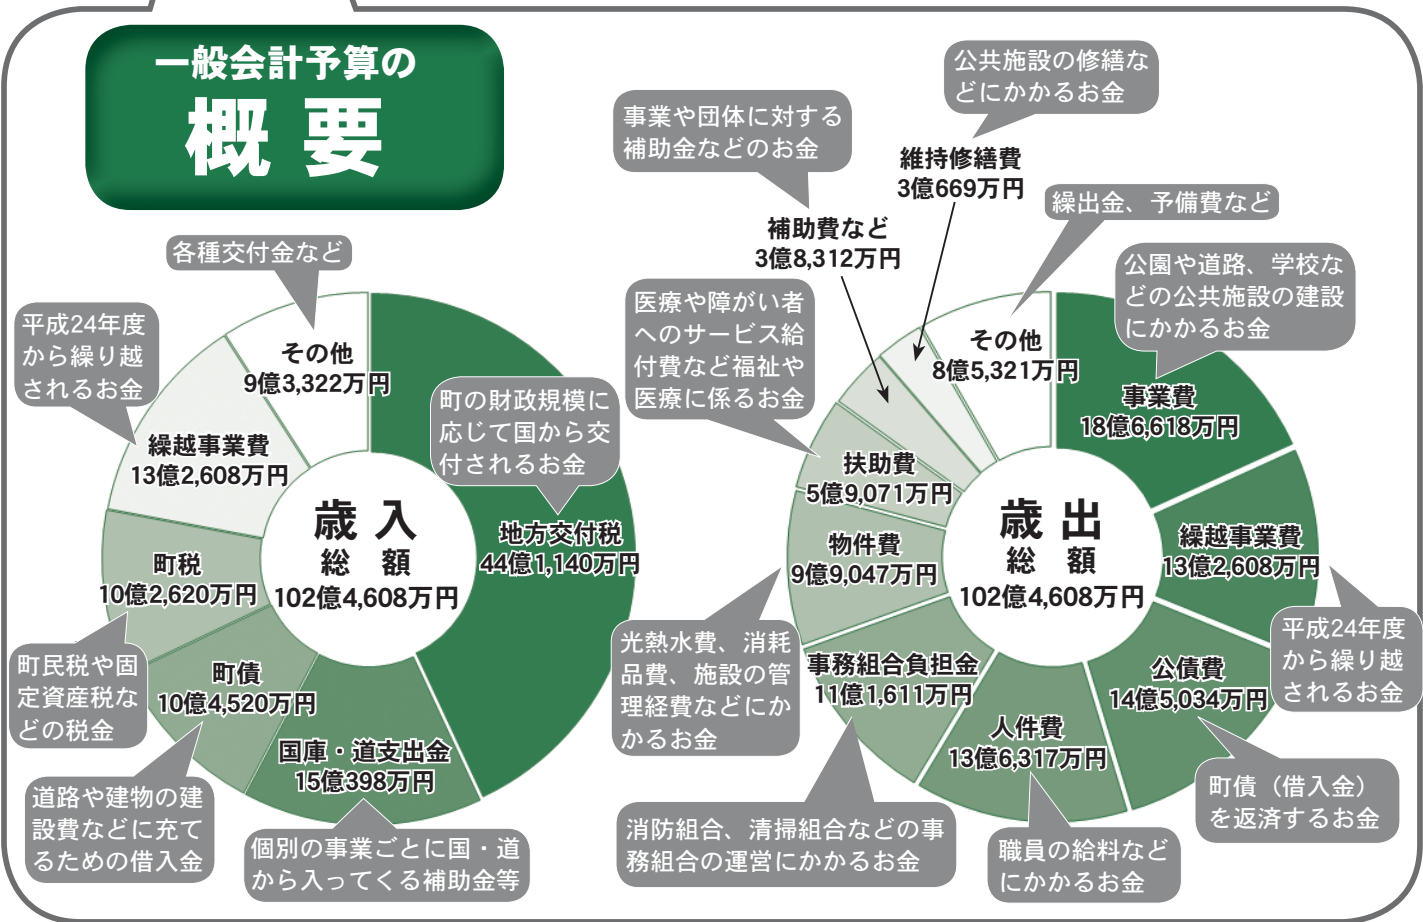 一般会計予算の
概要
各種交付金など
平成24年度
から繰り越
されるお金
その他
9億3,322万円
繰越事業費
13億2,608万円
町の財政規模に
応じて国から交
付されるお金
地方交付税
44億1,140万円
歳入
総額
102億4,608万円
町税
10億2,620万円
町民税や固
定資産税な
どの税金
町債
10億4,520万円
道路や建物の建
設費などに充て
るための借入金
国庫・道支出金
15億398万円
個別の事業ごとに国・道
から入ってくる補助金等
公共施設の修繕な
どにかかるお金
維持修繕費
3億669万円
事業や団体に対する
補助金などのお金
補助費など
3億8,312万円
繰出金、予備費など
その他
8億5,321万円
公園や道路、学校な
どの公共施設の建設
にかかるお金
事業費
18億6,618万円
医療や障がい者
へのサービス給
付費など福祉や
医療に係るお金
扶助費
5億9,071万円
歳出
総額
102億4,608万円
繰越事業費
13億2,608万円
平成24年度
から繰り越
されるお金
物件費
9億9,047万円
光熱水費、消耗
品費、施設の管
理経費などにか
かるお金
事務組合負担金
11億1,611万円
消防組合、清掃組合などの事
務組合の運営にかかるお金
人件費
13億6,317万円
職員の給料など
にかかるお金
公債費
14億5,034万円
町債（借入金）
を返済するお金